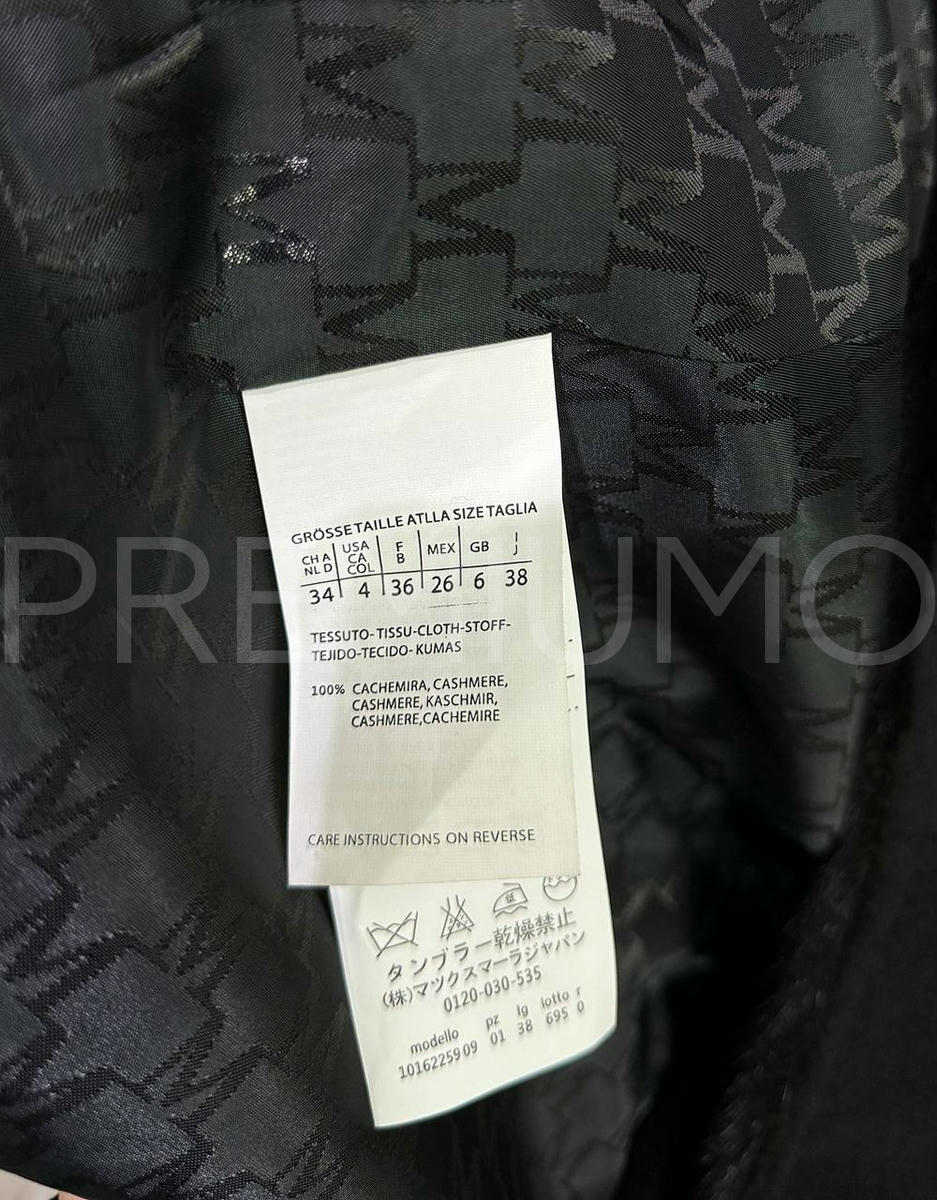 GRÖSSE TAILLE ATLLA SIZE TAGLIA
CH A NL D USA CA COL F B MEX GB I J
34 4 36 26 6 38
TESSUTO-TISSU-CLOTH-STOFF-
TEJIDO-TECIDO-KUMAS
100% CACHEMIRA, CASHMERE,
CASHMERE, KASCHMIR,
CASHMERE,CACHEMIRE
CARE INSTRUCTIONS ON REVERSE
タンブラー乾燥禁止
(株)マックスマーラジャパン
0120-030-535
modello pz lg lotto r
1016225909 01 38 695 0
PREMIUMO